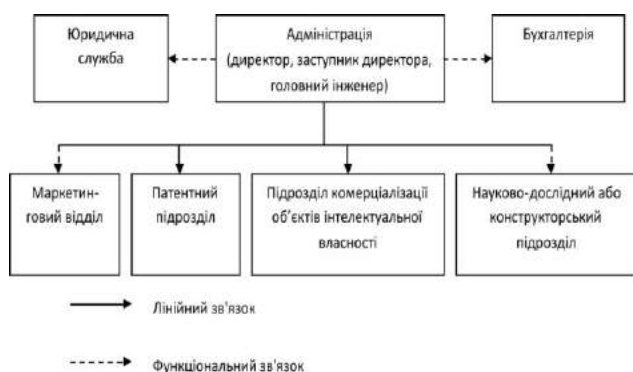 Юридична
служба
Адміністрація
(директор, заступник директора,
головний інженер)
Бухгалтерія
Маркетин-
говий відділ
Патентний
підрозділ
Підрозділ комерціалізації
об'єктів інтелектуальної
власності
Науково-дослідний або
конструкторський
підрозділ
Лінійний зв'язок
Функціональний зв'язок